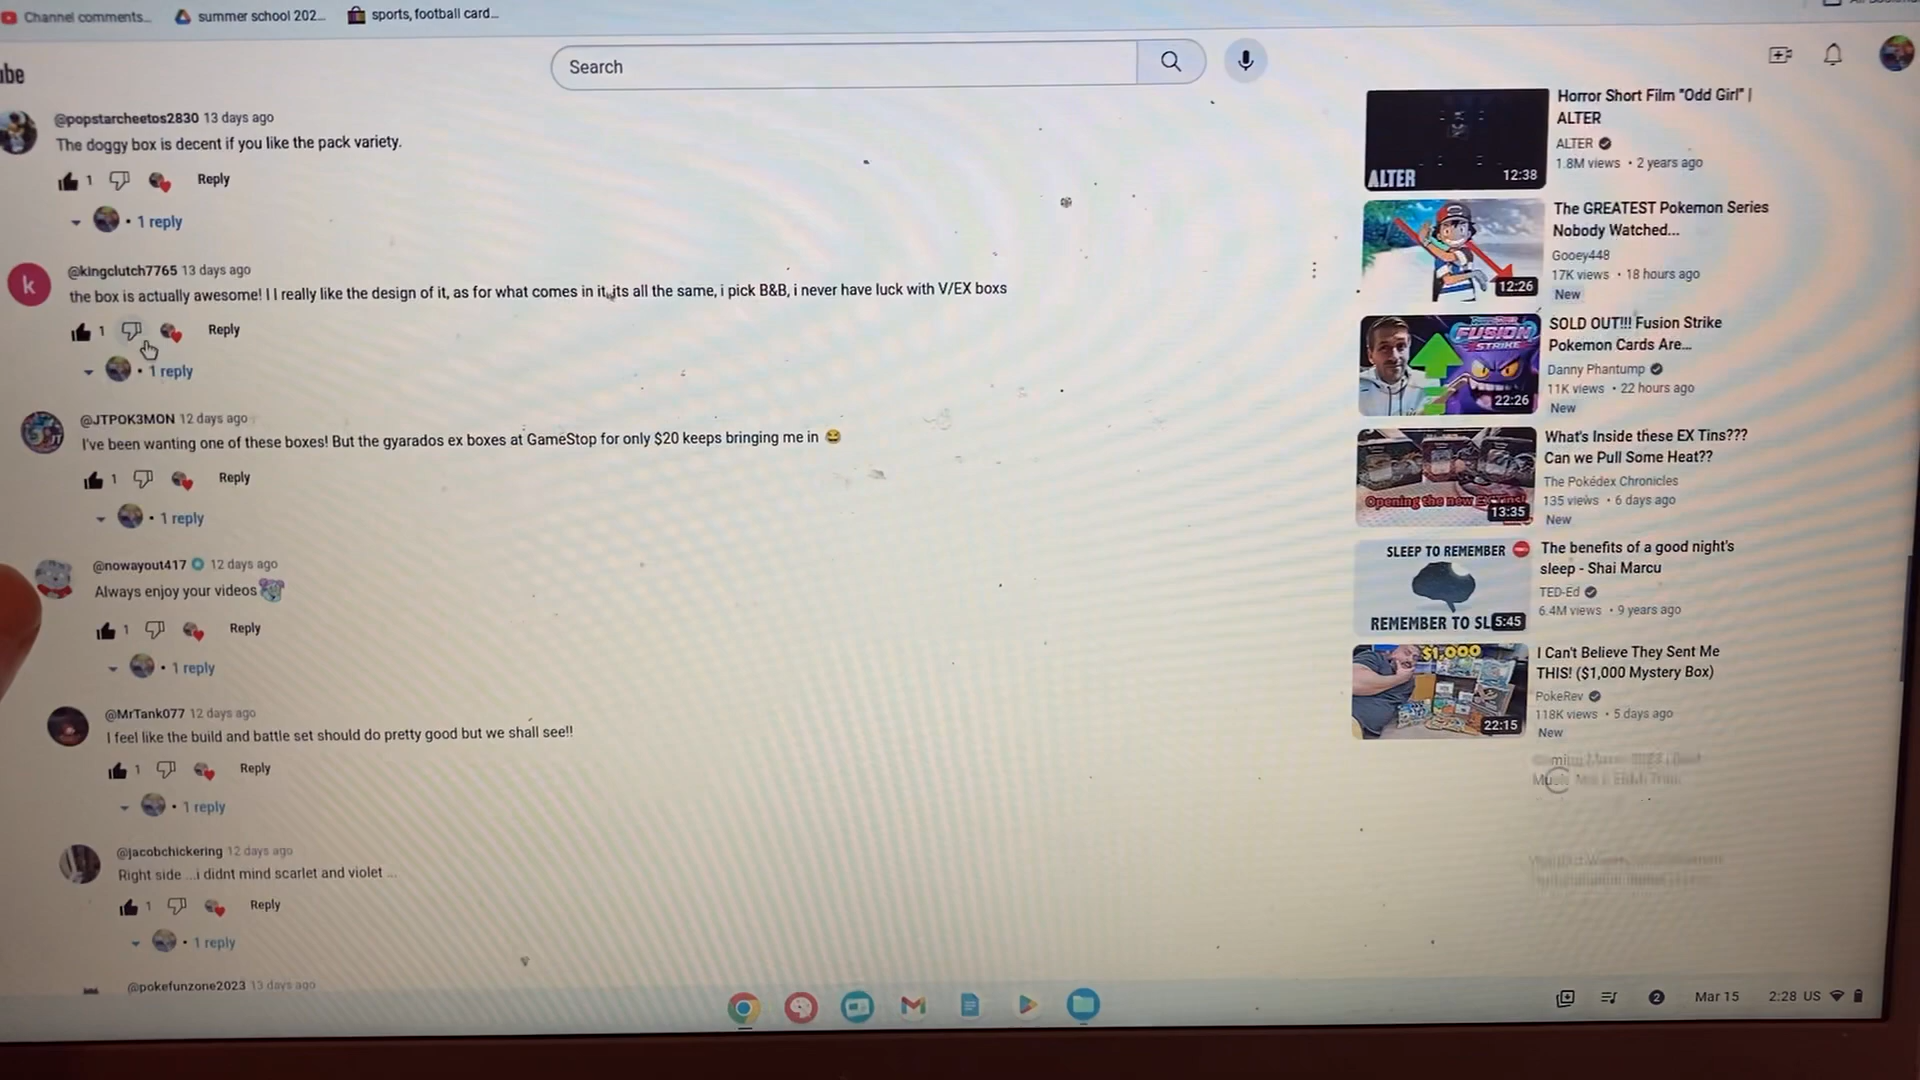 Channel comments...
summer school 202...
sports, football card...
ube
Search
@popstarcheetos2830 13 days ago
The doggy box is decent if you like the pack variety.
1 Reply
1 reply
k
@kingclutch7765 13 days ago
the box is actually awesome! I I really like the design of it, as for what comes in it, its all the same, i pick B&B, i never have luck with V/EX boxs
1 Reply
1 reply
@JTPOK3MON 12 days ago
I've been wanting one of these boxes! But the gyarados ex boxes at GameStop for only $20 keeps bringing me in 😂
1 Reply
1 reply
@nowayout417 12 days ago
Always enjoy your videos
1 Reply
1 reply
@MrTank077 12 days ago
I feel like the build and battle set should do pretty good but we shall see!!
1 Reply
1 reply
@jacobchickering 12 days ago
Right side ...i didnt mind scarlet and violet ...
1 Reply
1 reply
@pokefunzone2023 13 days ago
ALTER
12:38
Horror Short Film "Odd Girl" |
ALTER
ALTER
1.8M views • 2 years ago
12:26
The GREATEST Pokemon Series
Nobody Watched...
Gooey448
17K views • 18 hours ago
New
FUSION
STRIKE
22:26
SOLD OUT!!! Fusion Strike
Pokemon Cards Are...
Danny Phantump
11K views • 22 hours ago
New
Opening the new
13:35
What's Inside these EX Tins???
Can we Pull Some Heat??
The Pokédex Chronicles
135 views • 6 days ago
New
SLEEP TO REMEMBER
REMEMBER TO SL
5:45
The benefits of a good night's
sleep - Shai Marcu
TED-Ed
6.4M views • 9 years ago
$1,000
22:15
I Can't Believe They Sent Me
THIS! ($1,000 Mystery Box)
PokeRev
118K views • 5 days ago
New
2
Mar 15
2:28 US